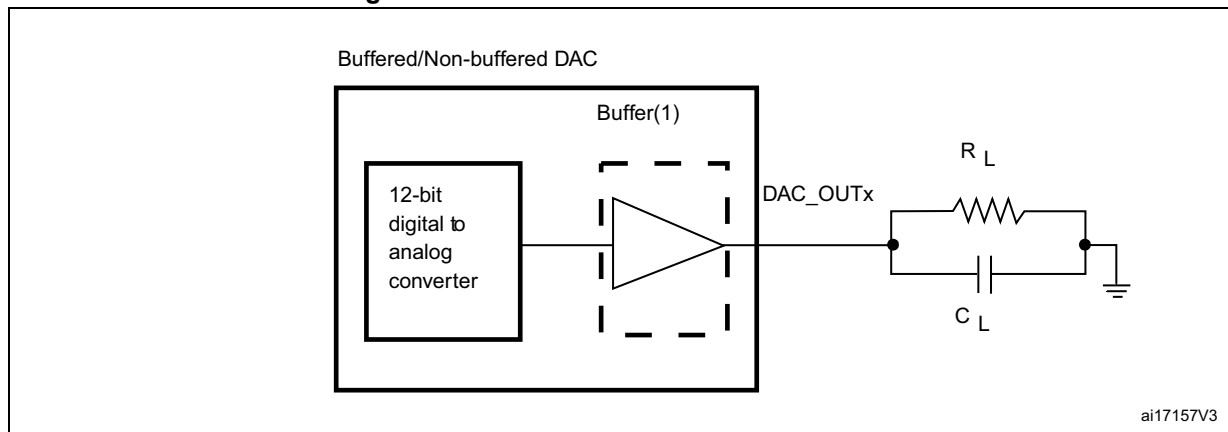 Buffered/Non-buffered DAC
Buffer(1)
12-bit
digital to
analog
converter
DAC_OUTx
R L
C L
ai17157V3